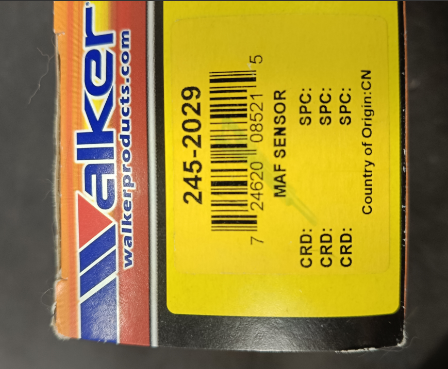 Walker
walkerproducts.com
245-2029
7 24620 08521 5
MAF SENSOR
CRD: SPC:
CRD: SPC:
CRD: SPC:
Country of Origin:CN